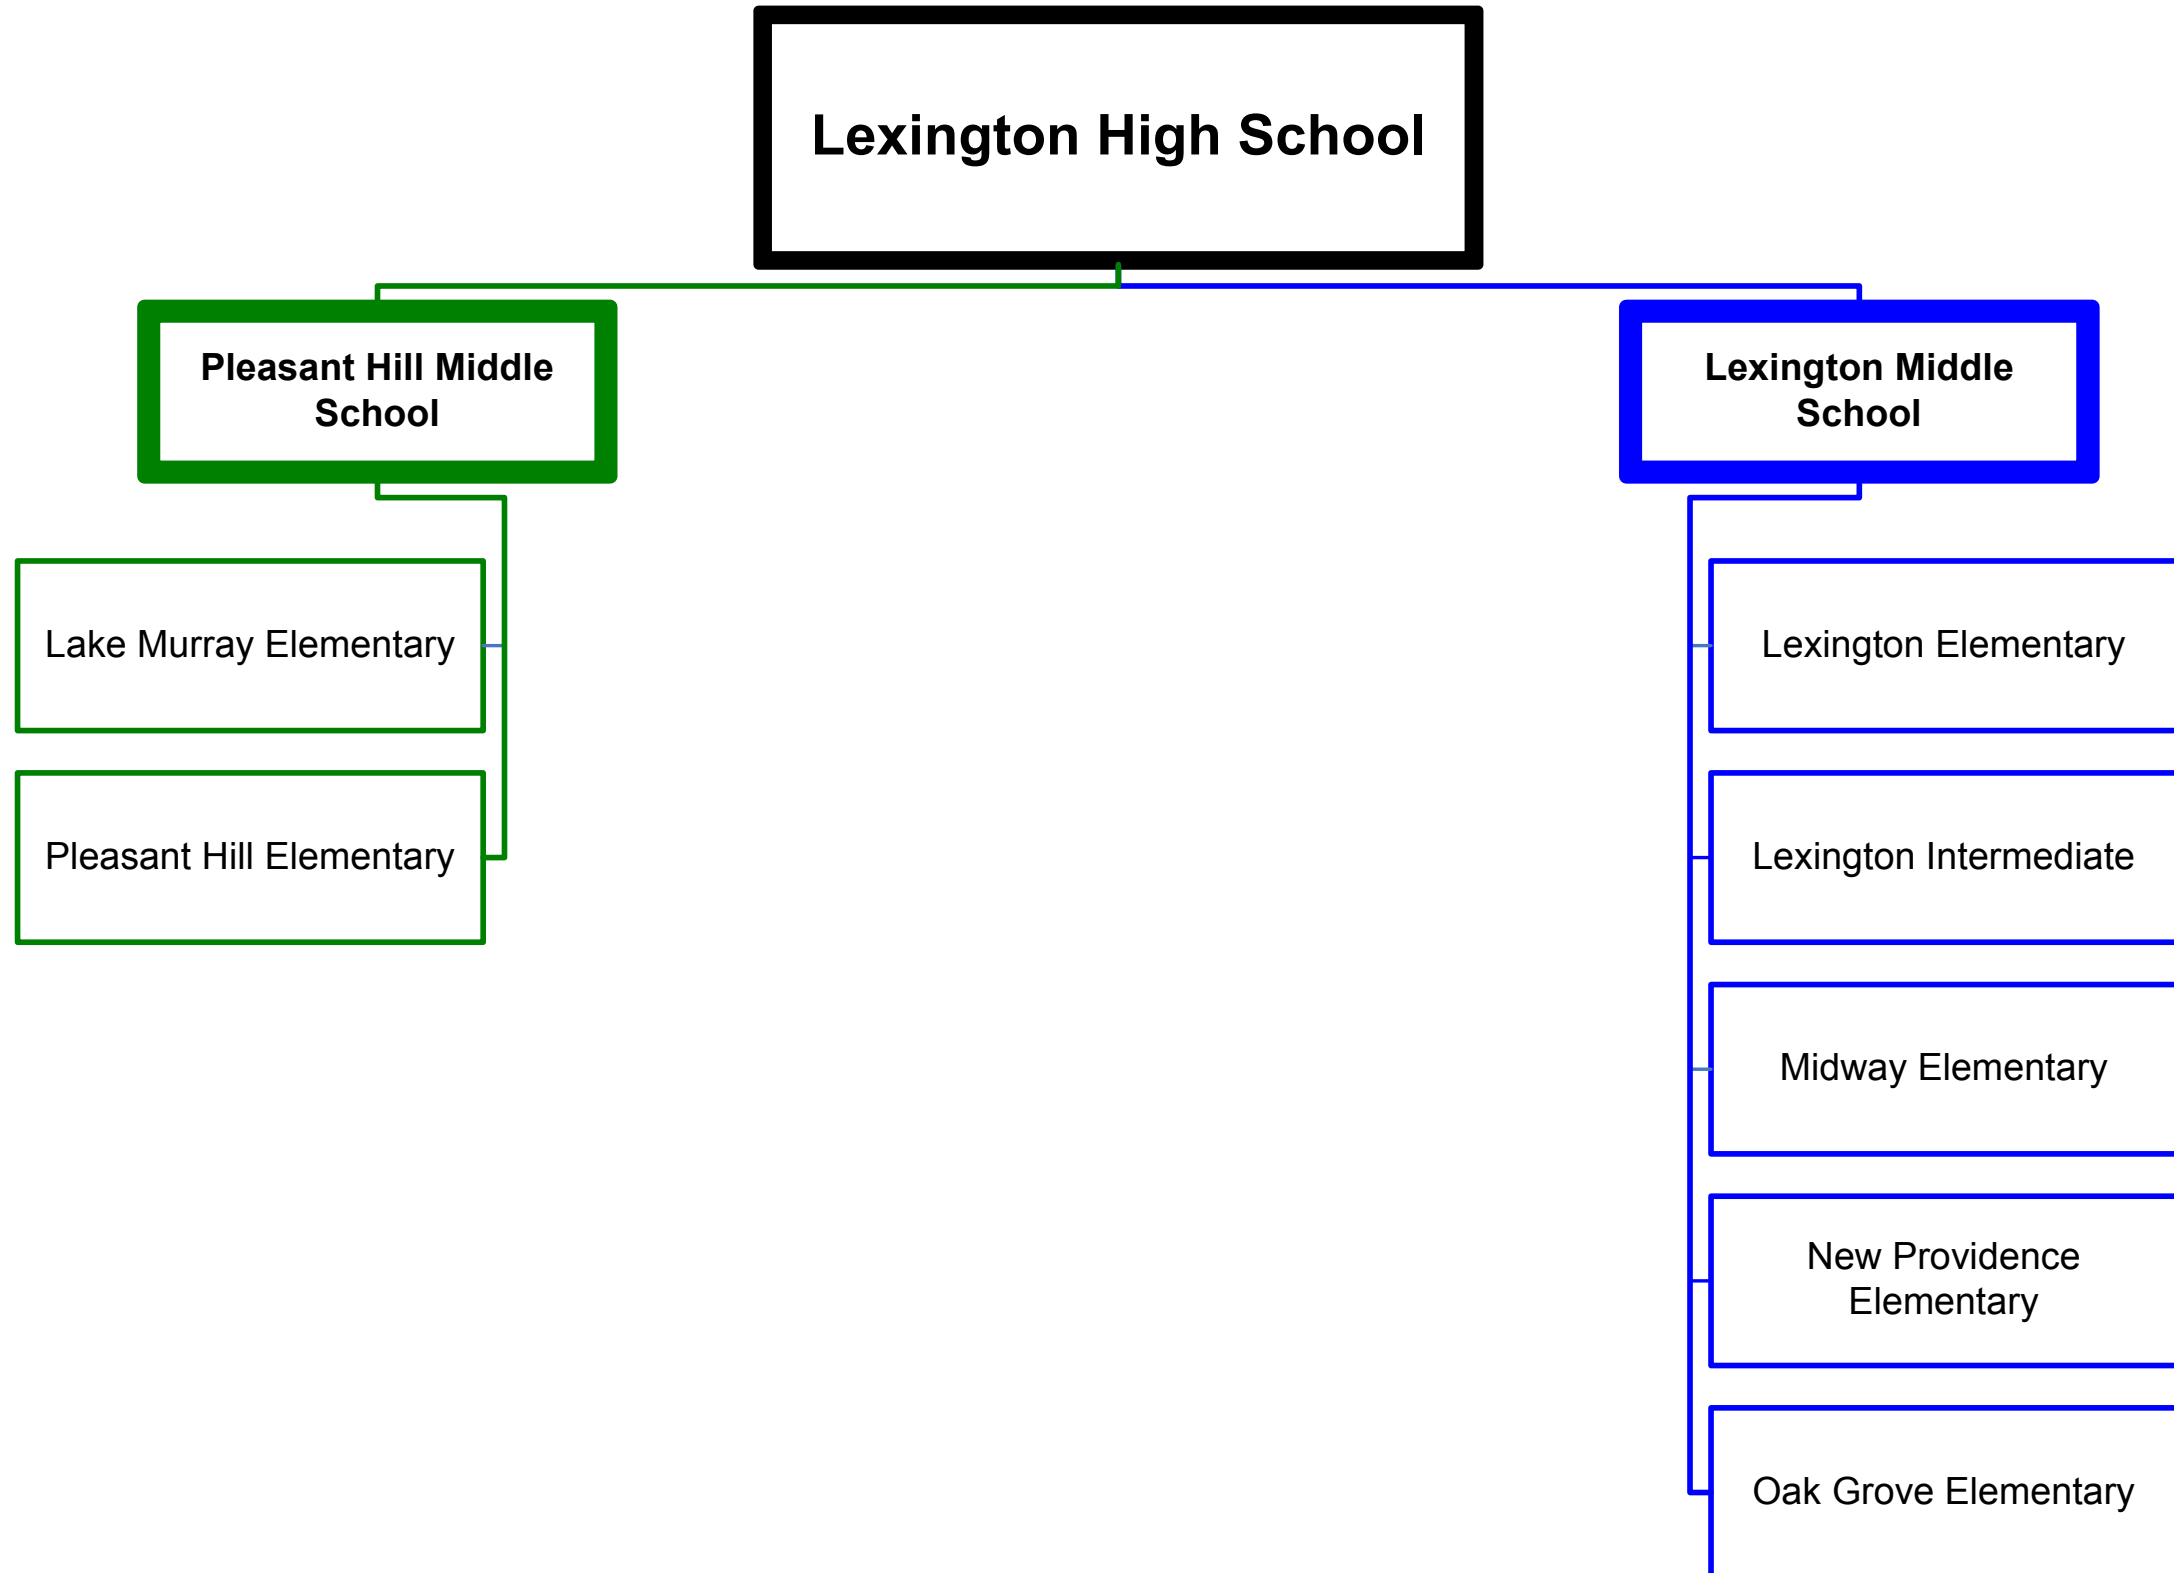 Lexington High School
Pleasant Hill Middle
School
Lake Murray Elementary
Pleasant Hill Elementary
Lexington Middle
School
Lexington Elementary
Lexington Intermediate
Midway Elementary
New Providence
Elementary
Oak Grove Elementary